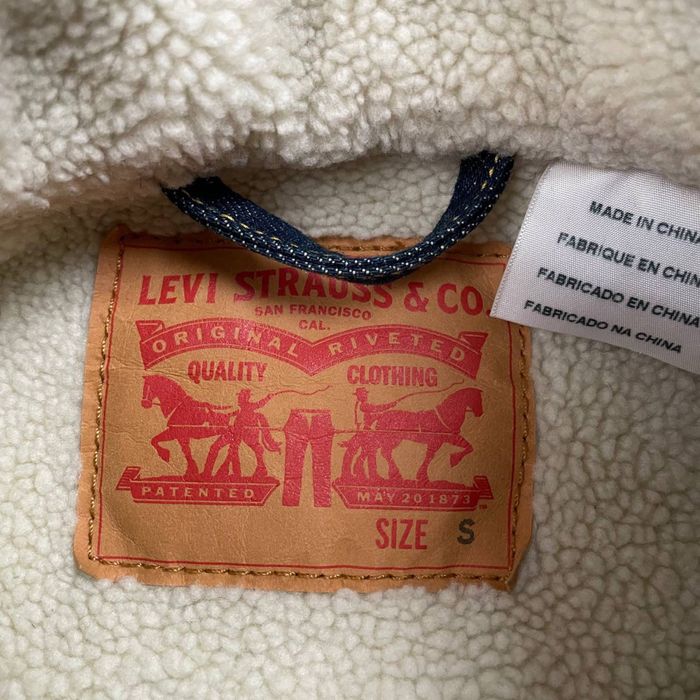 LEVI STRAUSS & CO.
SAN FRANCISCO
CAL.
ORIGINAL RIVETED
QUALITY CLOTHING
PATENTED MAY 20 1873
SIZE S
MADE IN CHINA
FABRIQUE EN CHINE
FABRICADO EN CHINA
FABRICADO NA CHINA